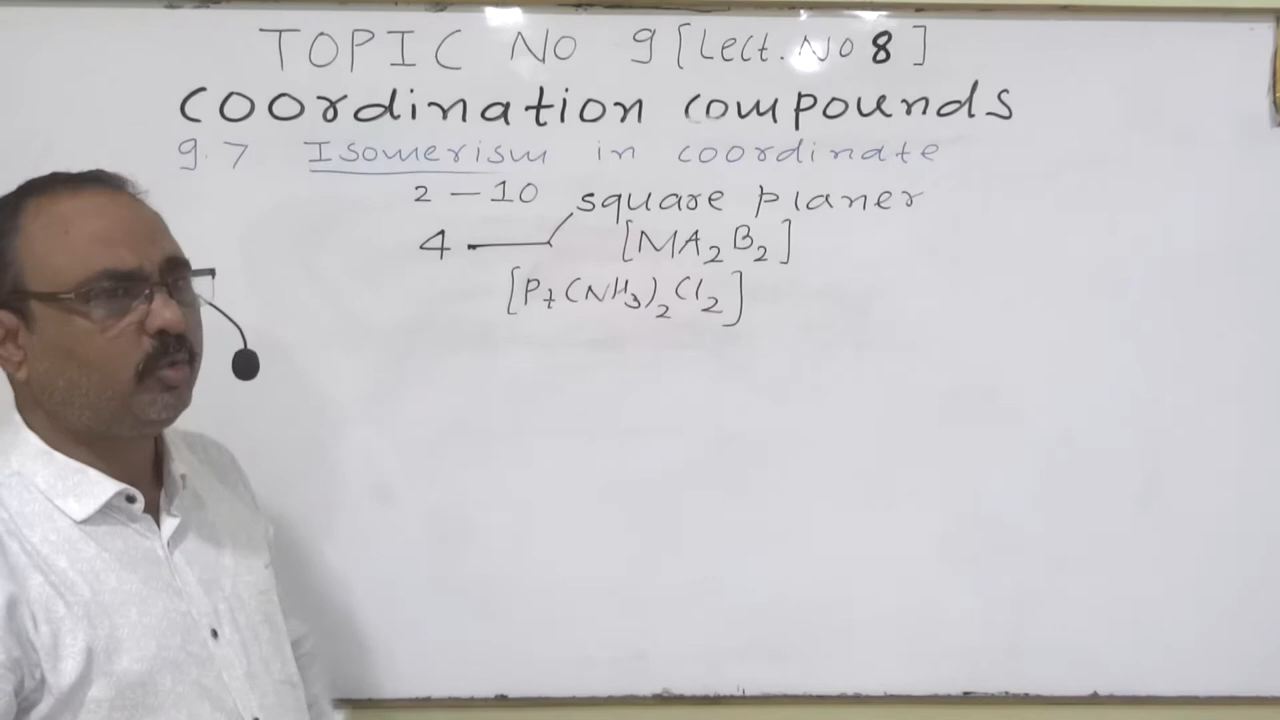 TOPIC NO 9 [Lect. No 8]
Coordination compounds
9.7 Isomerism in coordinate
2 — 10 square planer
4 — [MA₂B₂]
[Pt(NH₃)₂Cl₂]